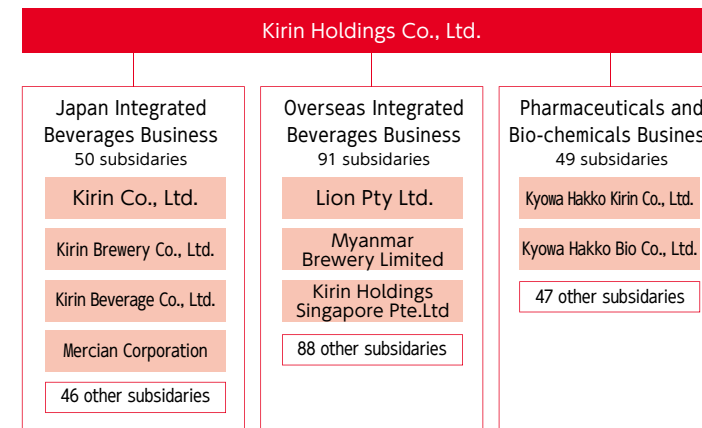 Kirin Holdings Co., Ltd.
Japan Integrated
Beverages Business
50 subsidaries
Kirin Co., Ltd.
Kirin Brewery Co., Ltd.
Kirin Beverage Co., Ltd.
Mercian Corporation
46 other subsidaries
Overseas Integrated
Beverages Business
91 subsidaries
Lion Pty Ltd.
Myanmar
Brewery Limited
Kirin Holdings
Singapore Pte.Ltd
88 other subsidaries
Pharmaceuticals and
Bio-chemicals Busines
49 subsidaries
Kyowa Hakko Kirin Co., Ltd.
Kyowa Hakko Bio Co., Ltd.
47 other subsidaries